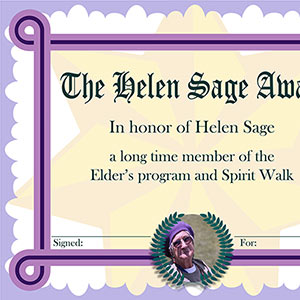 The Helen Sage Awa
In honor of Helen Sage
a long time member of the
Elder's program and Spirit Walk
Signed: For: